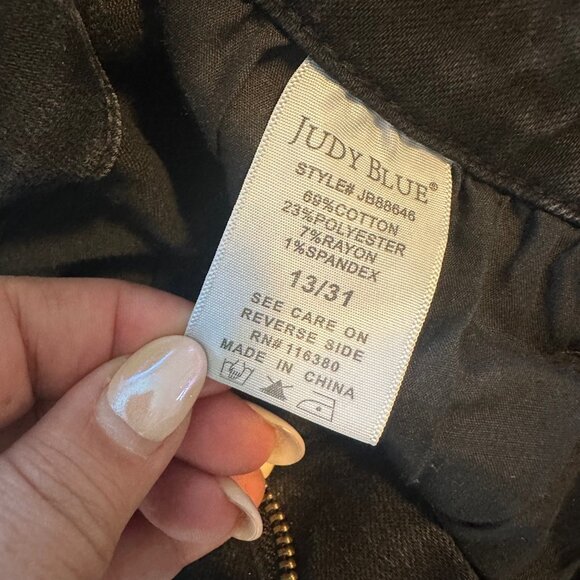 JUDY BLUE®
STYLE# JB88646
69%COTTON
23%POLYESTER
7%RAYON
1%SPANDEX
13/31
SEE CARE ON
REVERSE SIDE
RN# 116380
MADE IN CHINA